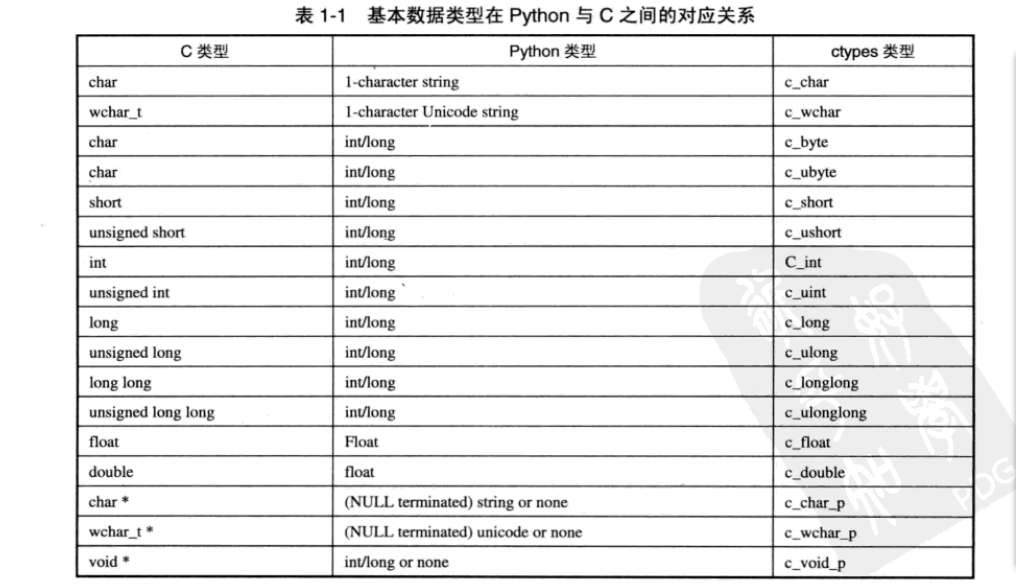 表 1-1 基本数据类型在 Python 与 C 之间的对应关系
C 类型 Python 类型 ctypes 类型
char 1-character string c_char
wchar_t 1-character Unicode string c_wchar
char int/long c_byte
char int/long c_ubyte
short int/long c_short
unsigned short int/long c_ushort
int int/long C_int
unsigned int int/long c_uint
long int/long c_long
unsigned long int/long c_ulong
long long int/long c_longlong
unsigned long long int/long c_ulonglong
float Float c_float
double float c_double
char * (NULL terminated) string or none c_char_p
wchar_t * (NULL terminated) unicode or none c_wchar_p
void * int/long or none c_void_p
PDG